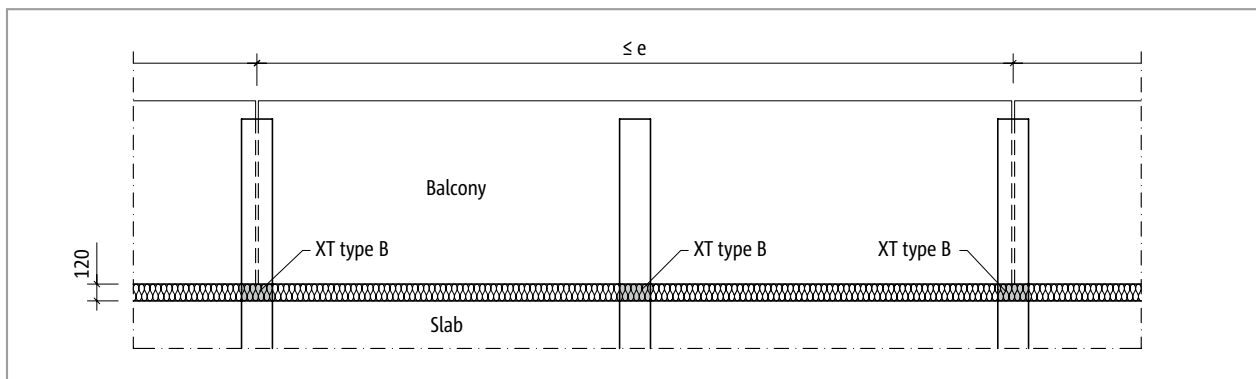 ≤ e
Balcony
XT type B
XT type B
XT type B
120
Slab